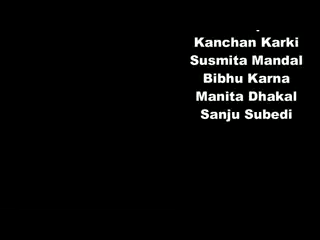 Kanchan Karki
Susmita Mandal
Bibhu Karna
Manita Dhakal
Sanju Subedi